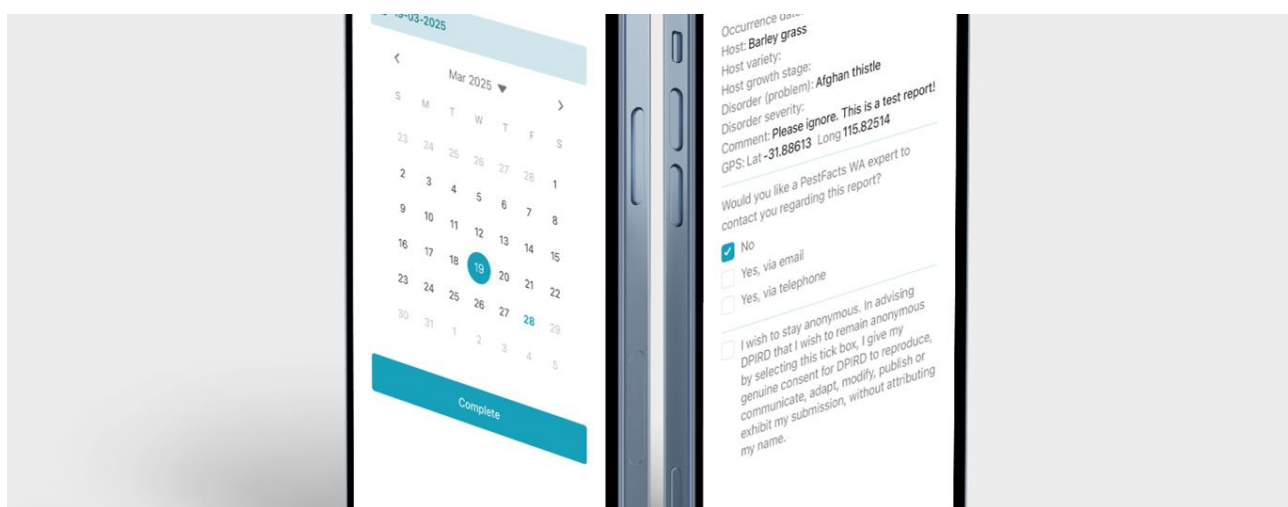 19-03-2025
Mar 2025
S M T W T F S
23 24 25 26 27 28 1
2 3 4 5 6 7 8
9 10 11 12 13 14 15
16 17 18 19 20 21 22
23 24 25 26 27 28 29
30 31 1 2 3 4 5
Complete
Occurrence date:
Host: Barley grass
Host variety:
Host growth stage:
Disorder (problem): Afghan thistle
Disorder severity:
Comment: Please ignore. This is a test report!
GPS: Lat -31.88613 Long 115.82514
Would you like a PestFacts WA expert to
contact you regarding this report?
No
Yes, via email
Yes, via telephone
I wish to stay anonymous. In advising
DPIRD that I wish to remain anonymous
by selecting this tick box, I give my
genuine consent for DPIRD to reproduce,
communicate, adapt, modify, publish or
exhibit my submission, without attributing
my name.